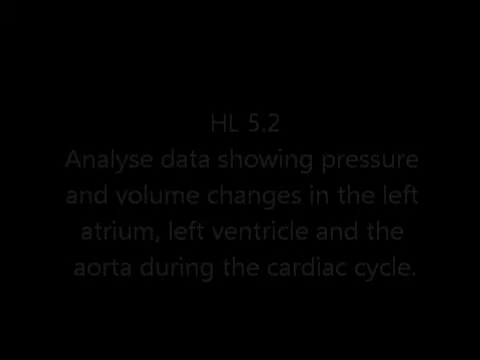 HL 5.2
Analyse data showing pressure
and volume changes in the left
atrium, left ventricle and the
aorta during the cardiac cycle.